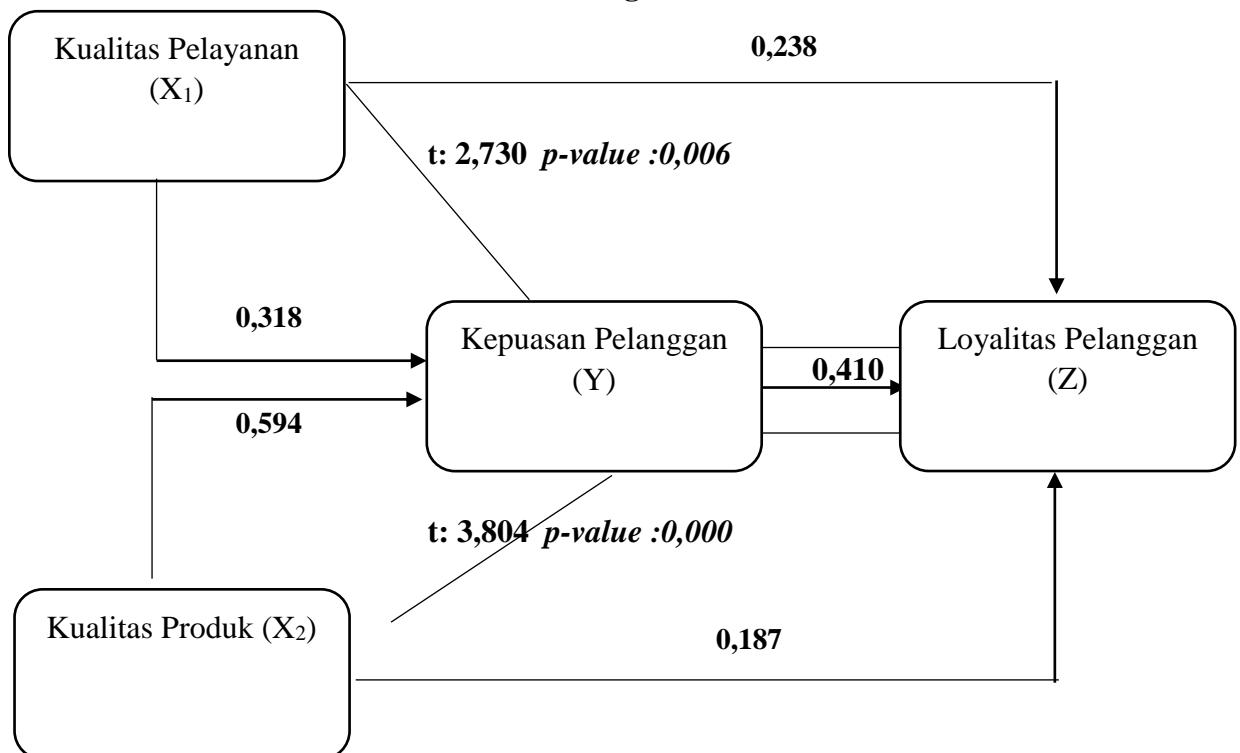 Kualitas Pelayanan
(X₁)
0,238
t: 2,730 p-value :0,006
0,318
Kepuasan Pelanggan
(Y)
0,410
Loyalitas Pelanggan
(Z)
0,594
t: 3,804 p-value :0,000
Kualitas Produk (X₂)
0,187